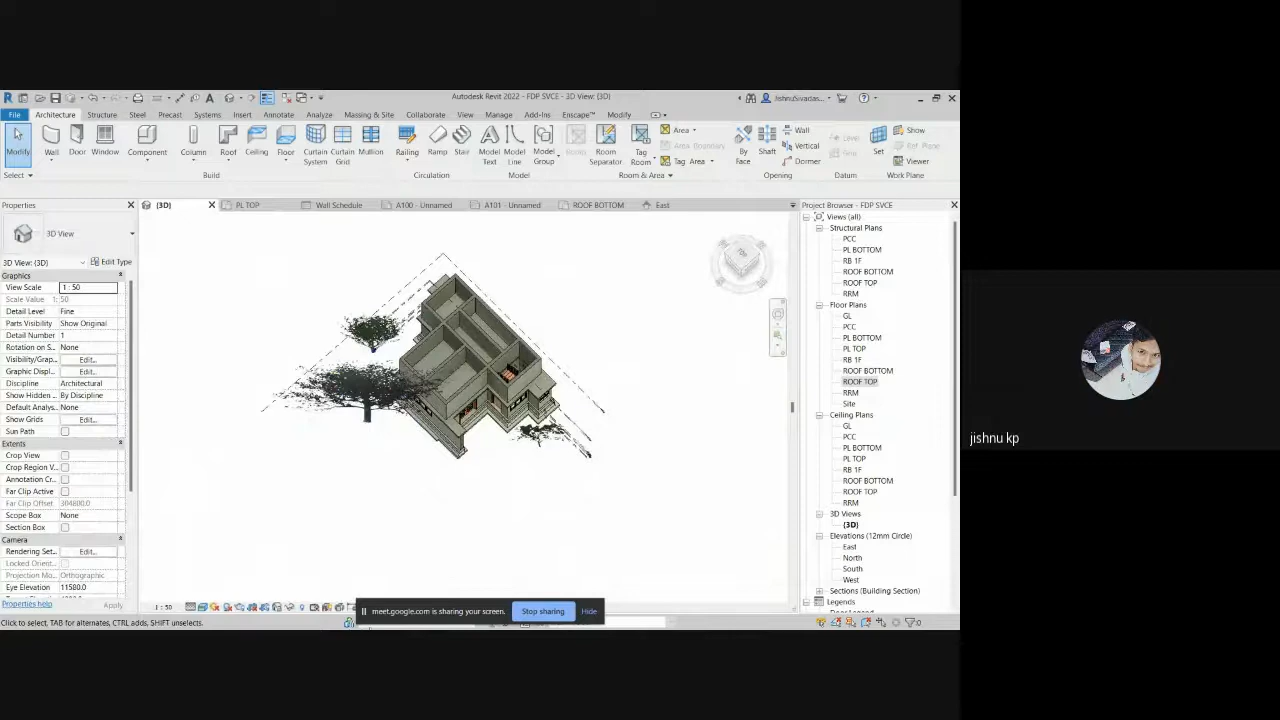 Autodesk Revit 2022 - FDP SVCE - 3D View: {3D}
JishnuSivadas...
File Architecture Structure Steel Precast Systems Insert Annotate Analyze Massing & Site Collaborate View Manage Add-Ins Enscape™ Modify
Modify Wall Door Window Component Column Roof Ceiling Floor Curtain System Curtain Grid Mullion Railing Ramp Stair Model Text Model Line Model Group Room Room Separator Tag Room
Area
Area Boundary
Tag Area
By Face Shaft
Wall
Vertical
Dormer
Level
Grid
Set
Show
Ref Plane
Viewer
Select Build Circulation Model Room & Area Opening Datum Work Plane
Properties
{3D} PL TOP Wall Schedule A100 - Unnamed A101 - Unnamed ROOF BOTTOM East
Project Browser - FDP SVCE
3D View
3D View: {3D} Edit Type
Graphics
View Scale 1 : 50
Scale Value 1: 50
Detail Level Fine
Parts Visibility Show Original
Detail Number 1
Rotation on S... None
Visibility/Grap... Edit...
Graphic Displ... Edit...
Discipline Architectural
Show Hidden ... By Discipline
Default Analys... None
Show Grids Edit...
Sun Path
Extents
Crop View
Crop Region V...
Annotation Cr...
Far Clip Active
Far Clip Offset 304800.0
Scope Box None
Section Box
Camera
Rendering Set... Edit...
Locked Orient...
Projection Mo... Orthographic
Eye Elevation 11580.0
Properties help Apply
Views (all)
Structural Plans
PCC
PL BOTTOM
RB 1F
ROOF BOTTOM
ROOF TOP
RRM
Floor Plans
GL
PCC
PL BOTTOM
PL TOP
RB 1F
ROOF BOTTOM
ROOF TOP
RRM
Site
Ceiling Plans
GL
PCC
PL BOTTOM
PL TOP
RB 1F
ROOF BOTTOM
ROOF TOP
RRM
3D Views
{3D}
Elevations (12mm Circle)
East
North
South
West
Sections (Building Section)
Legends
jishnu kp
1 : 50
meet.google.com is sharing your screen. Stop sharing Hide
Click to select, TAB for alternates, CTRL adds, SHIFT unselects.
:0